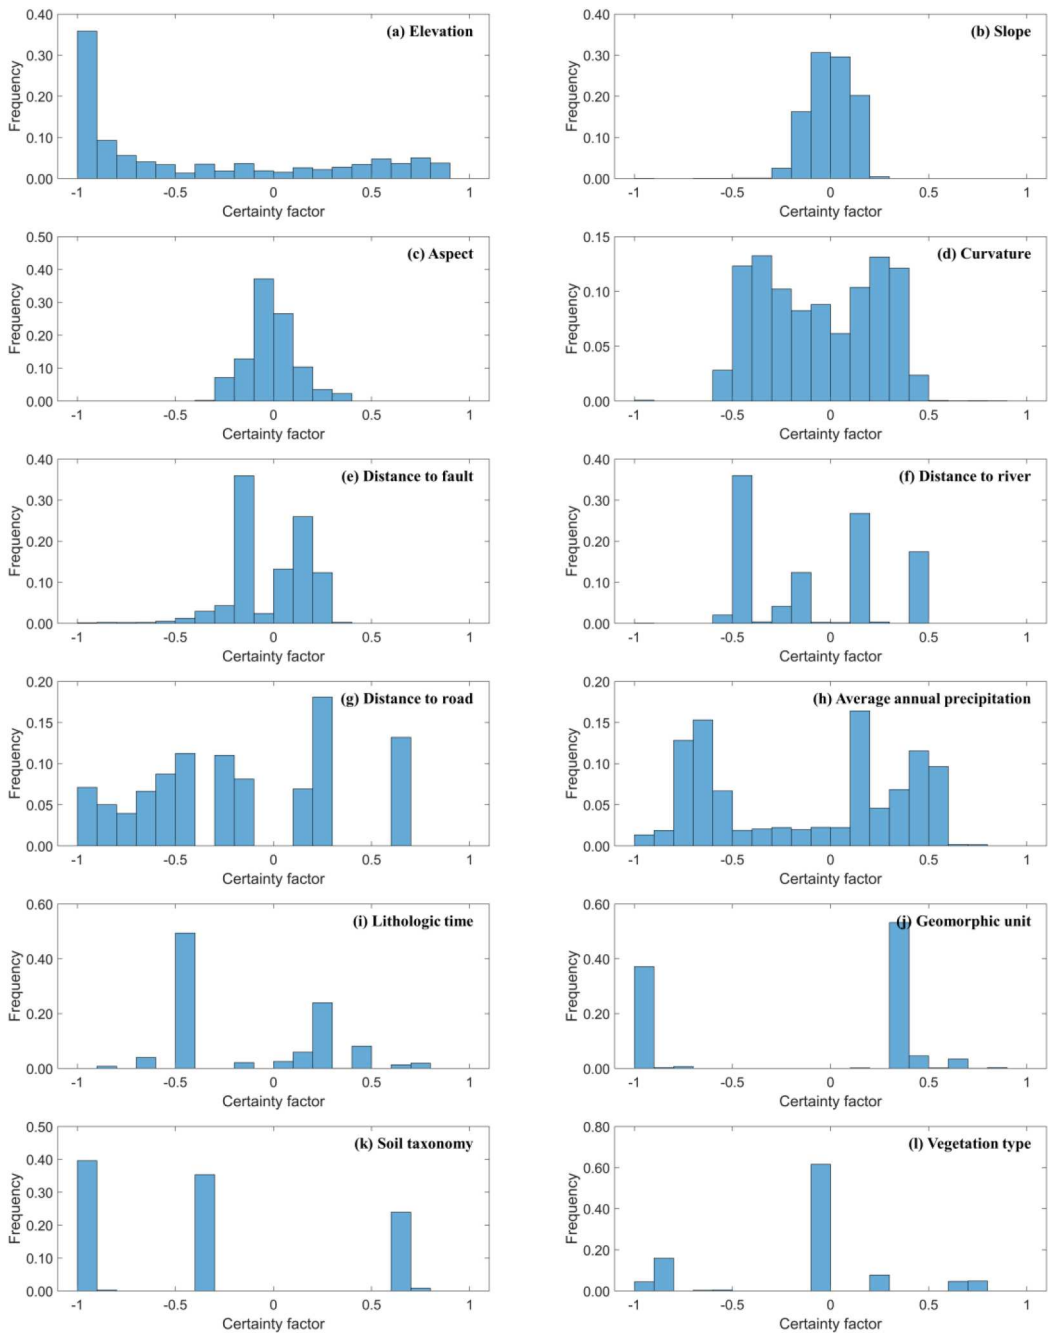 (a) Elevation
0.40
0.30
0.20
0.10
0.00
Frequency
-1 -0.5 0 0.5 1
Certainty factor
(b) Slope
0.40
0.30
0.20
0.10
0.00
Frequency
-1 -0.5 0 0.5 1
Certainty factor
(c) Aspect
0.50
0.40
0.30
0.20
0.10
0.00
Frequency
-1 -0.5 0 0.5 1
Certainty factor
(d) Curvature
0.15
0.10
0.05
0.00
Frequency
-1 -0.5 0 0.5 1
Certainty factor
(e) Distance to fault
0.40
0.30
0.20
0.10
0.00
Frequency
-1 -0.5 0 0.5 1
Certainty factor
(f) Distance to river
0.40
0.30
0.20
0.10
0.00
Frequency
-1 -0.5 0 0.5 1
Certainty factor
(g) Distance to road
0.20
0.15
0.10
0.05
0.00
Frequency
-1 -0.5 0 0.5 1
Certainty factor
(h) Average annual precipitation
0.20
0.15
0.10
0.05
0.00
Frequency
-1 -0.5 0 0.5 1
Certainty factor
(i) Lithologic time
0.60
0.40
0.20
0.00
Frequency
-1 -0.5 0 0.5 1
Certainty factor
(j) Geomorphic unit
0.60
0.40
0.20
0.00
Frequency
-1 -0.5 0 0.5 1
Certainty factor
(k) Soil taxonomy
0.50
0.40
0.30
0.20
0.10
0.00
Frequency
-1 -0.5 0 0.5 1
Certainty factor
(l) Vegetation type
0.80
0.60
0.40
0.20
0.00
Frequency
-1 -0.5 0 0.5 1
Certainty factor